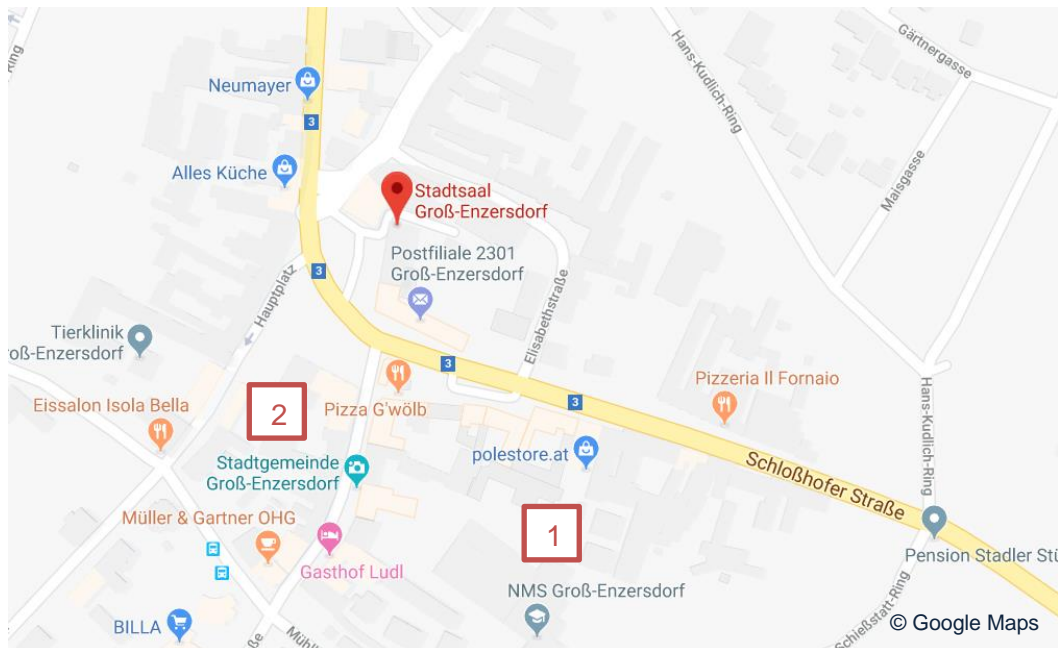 Ring
Neumayer
3
Alles Küche
Hans-Kudlich-Ring
Gärtnergasse
Maisgasse
Stadtsaal
Groß-Enzersdorf
Postfiliale 2301
Groß-Enzersdorf
3
Hauptplatz
Elisabethstraße
Tierklinik
roß-Enzersdorf
3
Pizzeria Il Fornaio
Hans-Kudlich-Ring
Eissalon Isola Bella
2
Pizza G'wölb
3
polestore.at
Schloßhofer Straße
Stadtgemeinde
Groß-Enzersdorf
Müller & Gartner OHG
1
Pension Stadler Stü
Gasthof Ludl
NMS Groß-Enzersdorf
Schießstatt-Ring
BILLA
ße
Mühl
© Google Maps